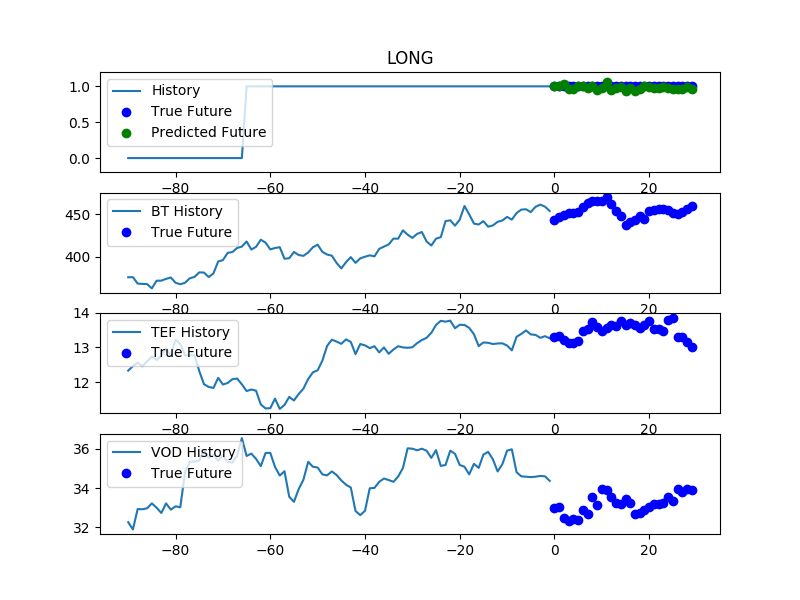 LONG
1.0
0.5
0.0
History
True Future
Predicted Future
−80 −60 −40 −20 0 20
450
400
BT History
True Future
−80 −60 −40 −20 0 20
14
13
12
TEF History
True Future
−80 −60 −40 −20 0 20
36
34
32
VOD History
True Future
−80 −60 −40 −20 0 20